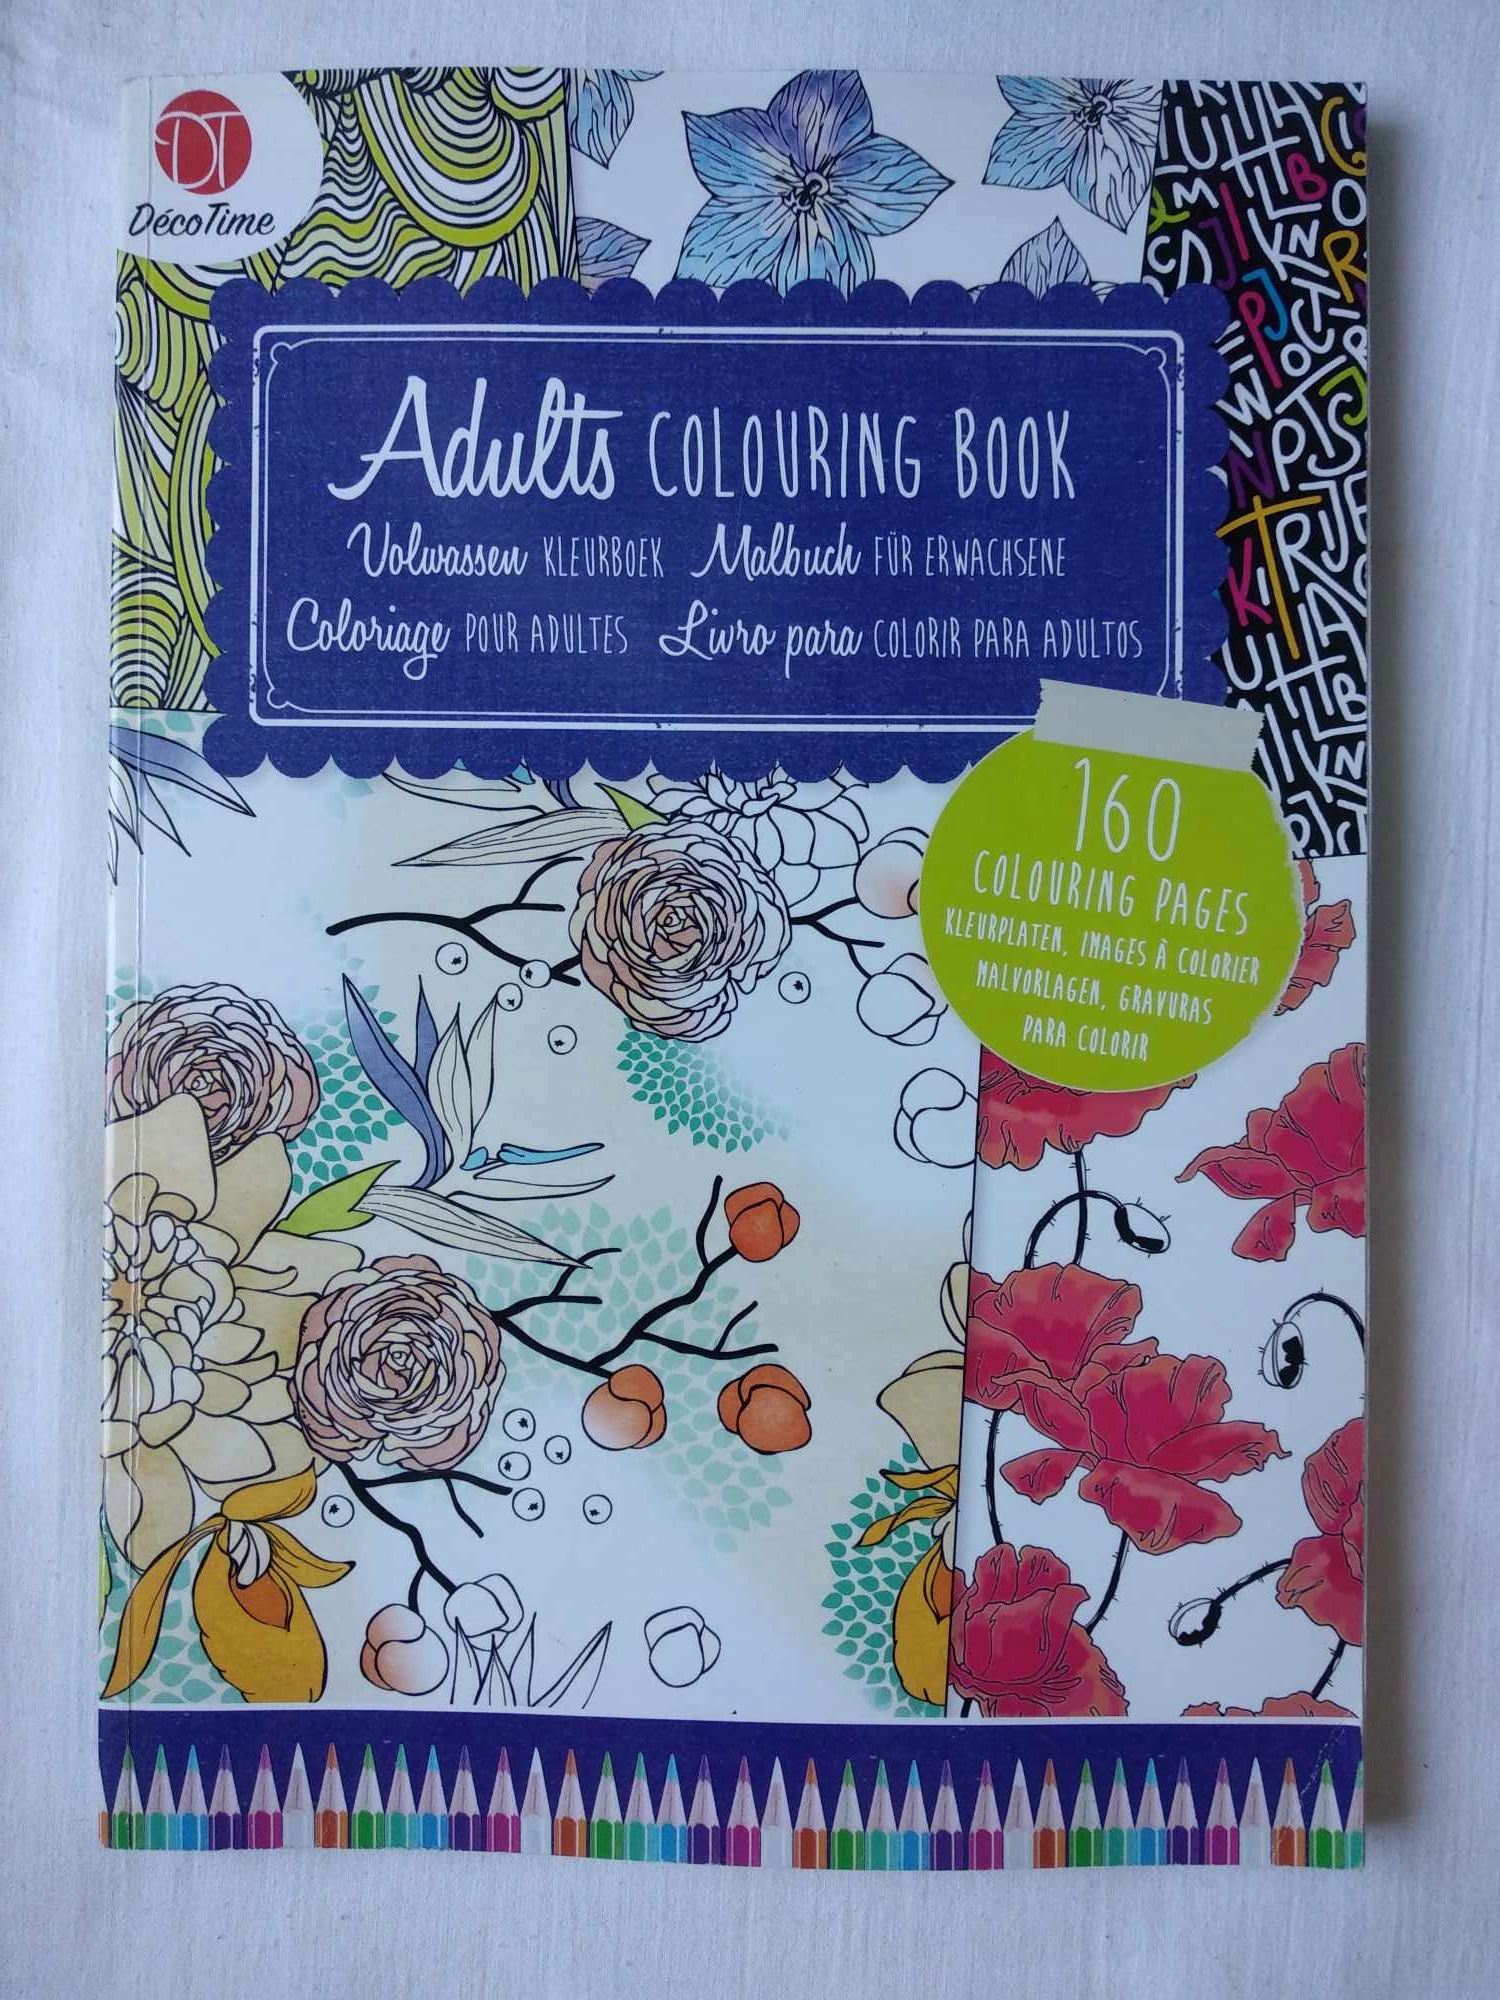 DT
DécoTime
Adults COLOURING BOOK
Volwassen KLEURBOEK Malbuch FÜR ERWACHSENE
Coloriage POUR ADULTES Livro para COLORIR PARA ADULTOS
160
COLOURING PAGES
KLEURPLATEN, IMAGES À COLORIER
MALVORLAGEN, GRAVURAS
PARA COLORIR